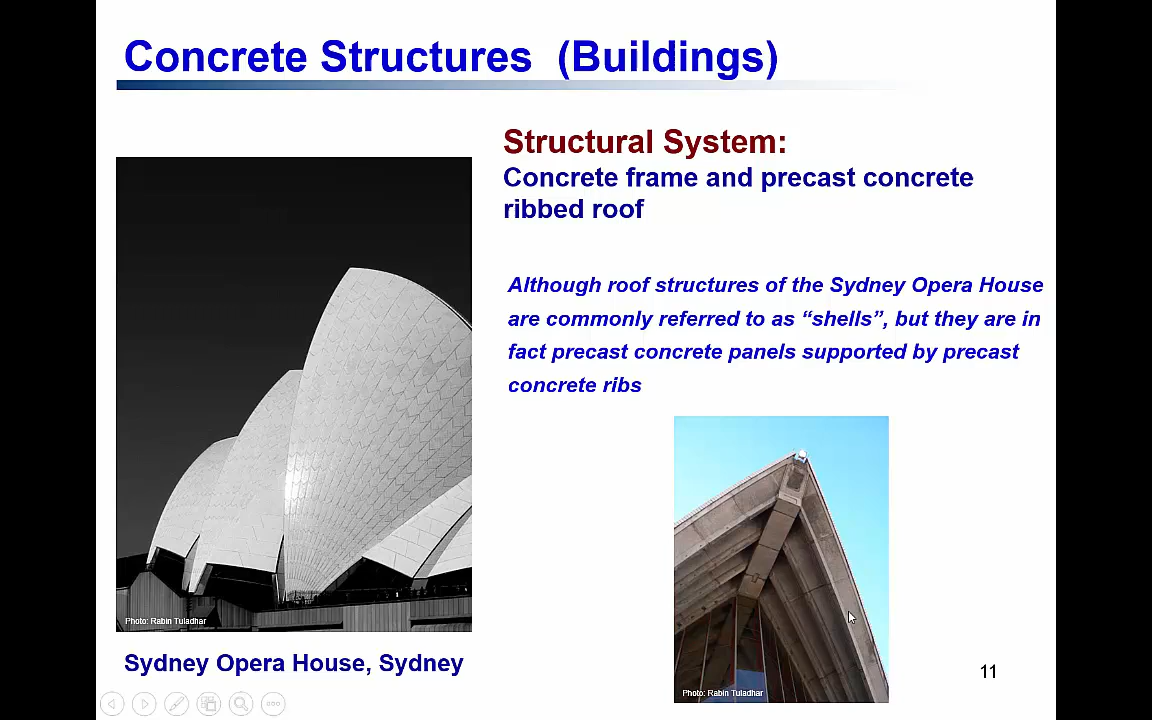 Concrete Structures (Buildings)
Structural System:
Concrete frame and precast concrete
ribbed roof
Although roof structures of the Sydney Opera House
are commonly referred to as “shells”, but they are in
fact precast concrete panels supported by precast
concrete ribs
Photo: Rabin Tuladhar
Sydney Opera House, Sydney
Photo: Rabin Tuladhar
11